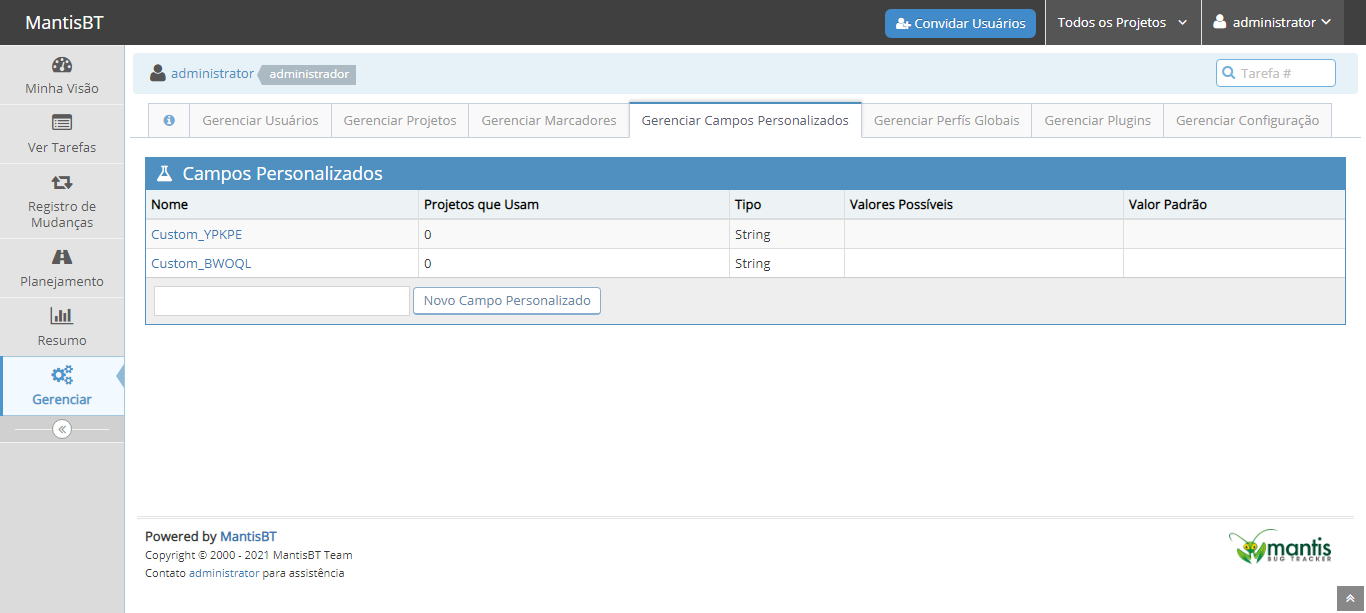 MantisBT
Convidar Usuários
Todos os Projetos
administrator
Minha Visão
Ver Tarefas
Registro de
Mudanças
Planejamento
Resumo
Gerenciar
administrator administrador
Tarefa #
Gerenciar Usuários
Gerenciar Projetos
Gerenciar Marcadores
Gerenciar Campos Personalizados
Gerenciar Perfís Globais
Gerenciar Plugins
Gerenciar Configuração
Campos Personalizados
Nome Projetos que Usam Tipo Valores Possíveis Valor Padrão
Custom_YPKPE 0 String
Custom_BWOQL 0 String
Novo Campo Personalizado
Powered by MantisBT
Copyright © 2000 - 2021 MantisBT Team
Contato administrator para assistência
mantis
BUG TRACKER